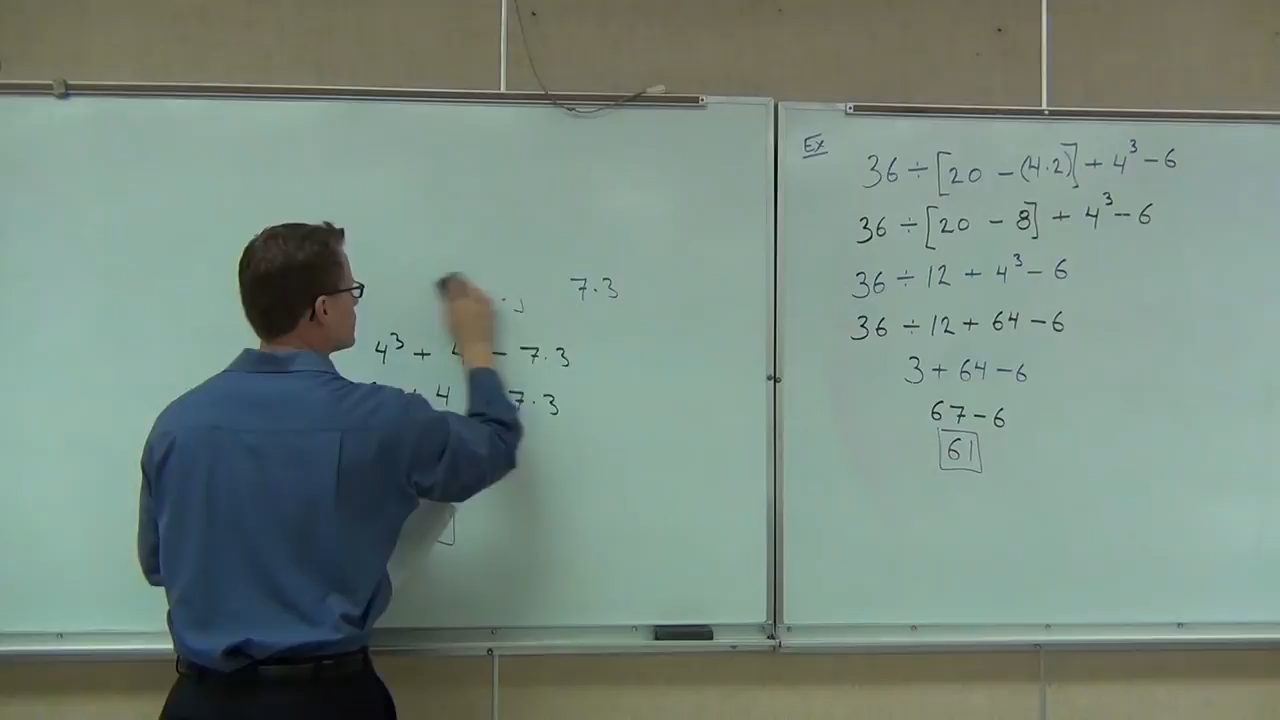 7·3
4³ + 4 – 7·3
+ 4 7·3
Ex 36 ÷ [20 – (4·2)] + 4³ – 6
36 ÷ [20 – 8] + 4³ – 6
36 ÷ 12 + 4³ – 6
36 ÷ 12 + 64 – 6
3 + 64 – 6
67 – 6
61